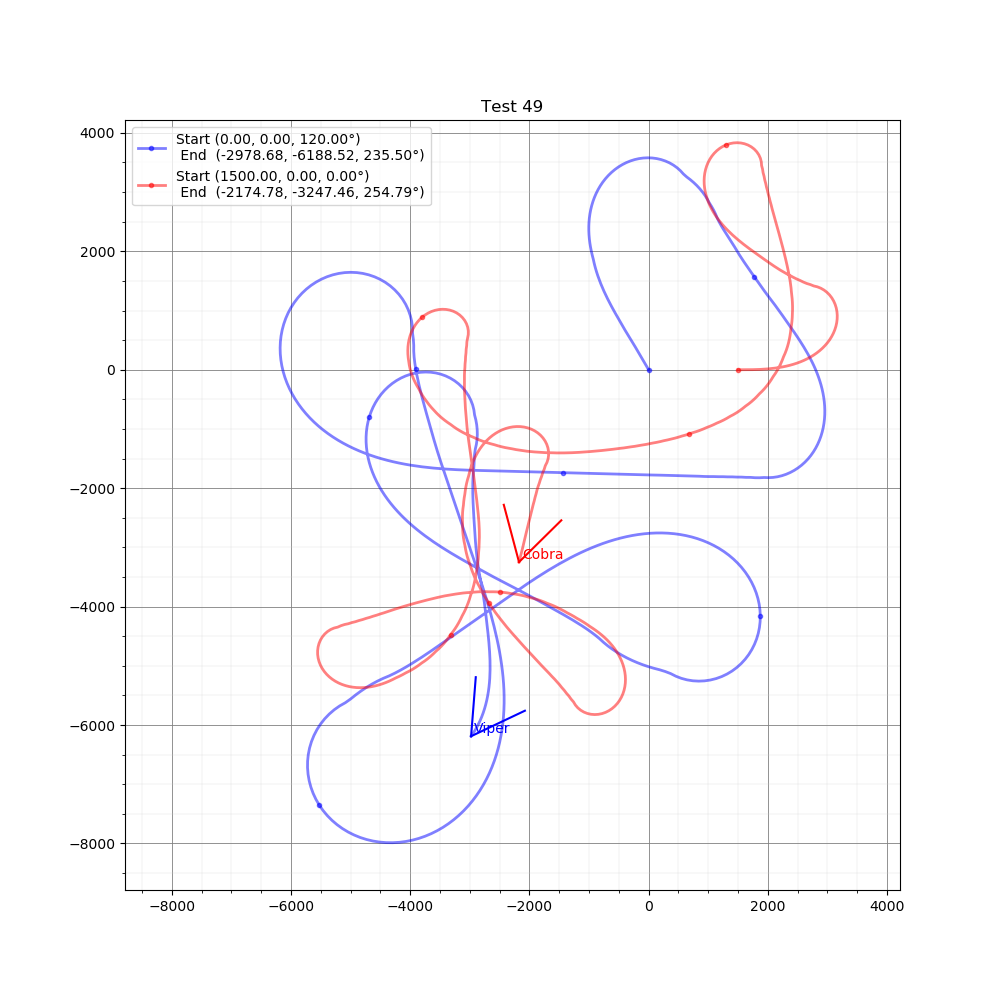 Test 49
Start (0.00, 0.00, 120.00°)
End  (-2978.68, -6188.52, 235.50°)
Start (1500.00, 0.00, 0.00°)
End  (-2174.78, -3247.46, 254.79°)
4000
2000
0
−2000
−4000
−6000
−8000
Cobra
Viper
−8000 −6000 −4000 −2000 0 2000 4000